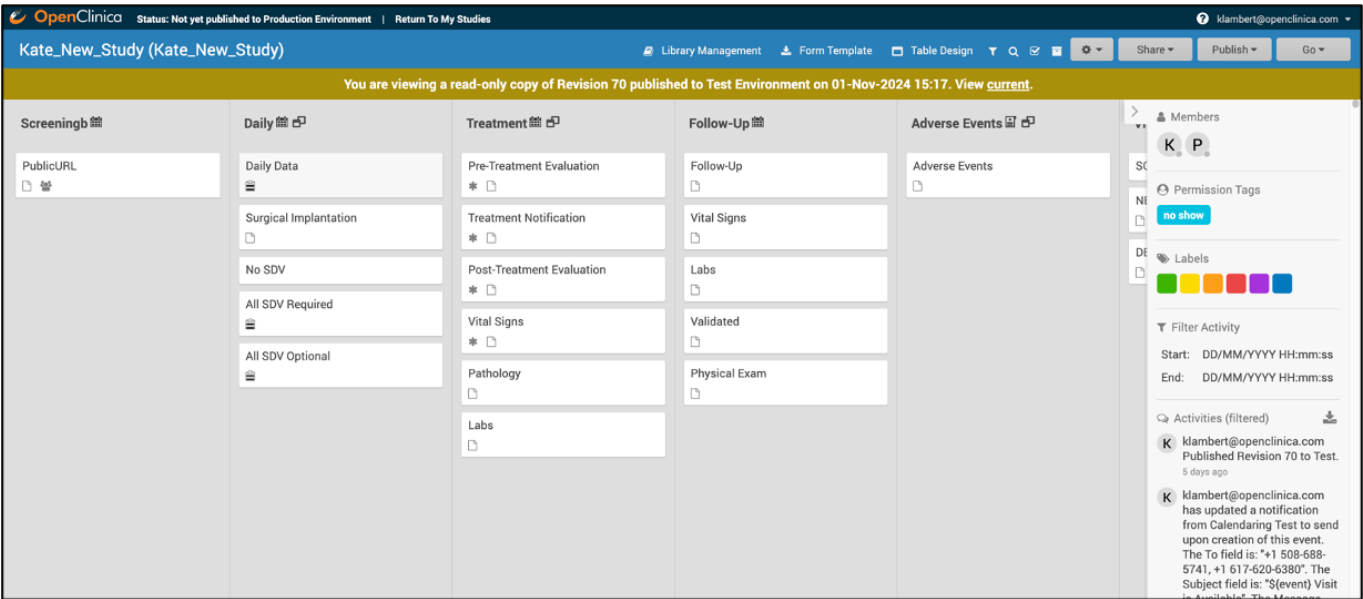 OpenClinica Status: Not yet published to Production Environment | Return To My Studies
klambert@openclinica.com
Kate_New_Study (Kate_New_Study)
Library Management Form Template Table Design Share Publish Go
You are viewing a read-only copy of Revision 70 published to Test Environment on 01-Nov-2024 15:17. View current.
Screeningb
PublicURL
Daily
Daily Data
Surgical Implantation
No SDV
All SDV Required
All SDV Optional
Treatment
Pre-Treatment Evaluation
Treatment Notification
Post-Treatment Evaluation
Vital Signs
Pathology
Labs
Follow-Up
Follow-Up
Vital Signs
Labs
Validated
Physical Exam
Adverse Events
Adverse Events
SC
NE
DE
Members
K P
Permission Tags
no show
Labels
Filter Activity
Start: DD/MM/YYYY HH:mm:ss
End: DD/MM/YYYY HH:mm:ss
Activities (filtered)
K klambert@openclinica.com
Published Revision 70 to Test.
5 days ago
K klambert@openclinica.com
has updated a notification
from Calendaring Test to send
upon creation of this event.
The To field is: "+1 508-688-
5741, +1 617-620-6380". The
Subject field is: "${event} Visit
is Available". The Message